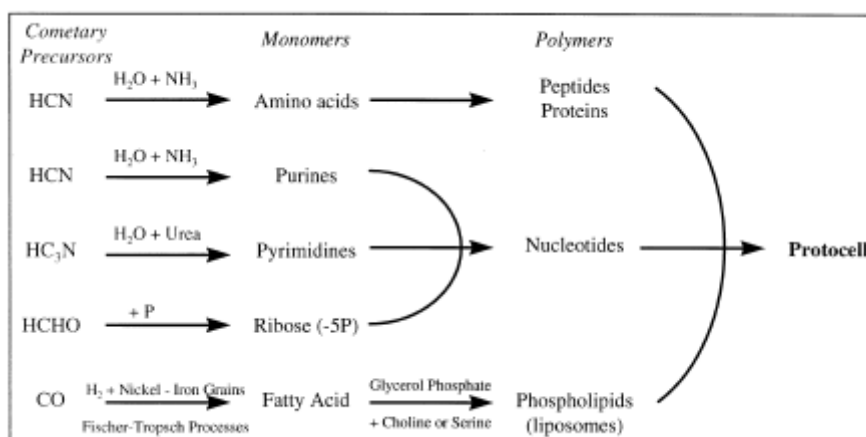 Cometary Precursors
Monomers
Polymers
HCN
H₂O + NH₃
Amino acids
Peptides
Proteins
HCN
H₂O + NH₃
Purines
HC₃N
H₂O + Urea
Pyrimidines
Nucleotides
Protocell
HCHO
+ P
Ribose (-5P)
CO
H₂ + Nickel - Iron Grains
Fischer-Tropsch Processes
Fatty Acid
Glycerol Phosphate
+ Choline or Serine
Phospholipids
(liposomes)